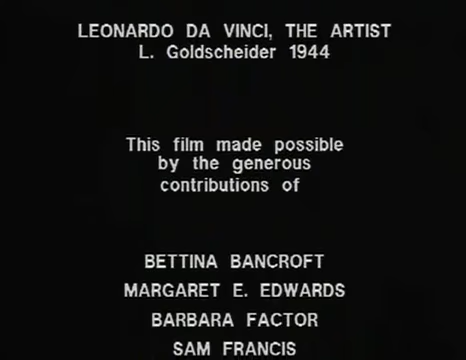 LEONARDO DA VINCI, THE ARTIST
L. Goldscheider 1944
This film made possible
by the generous
contributions of
BETTINA BANCROFT
MARGARET E. EDWARDS
BARBARA FACTOR
SAM FRANCIS